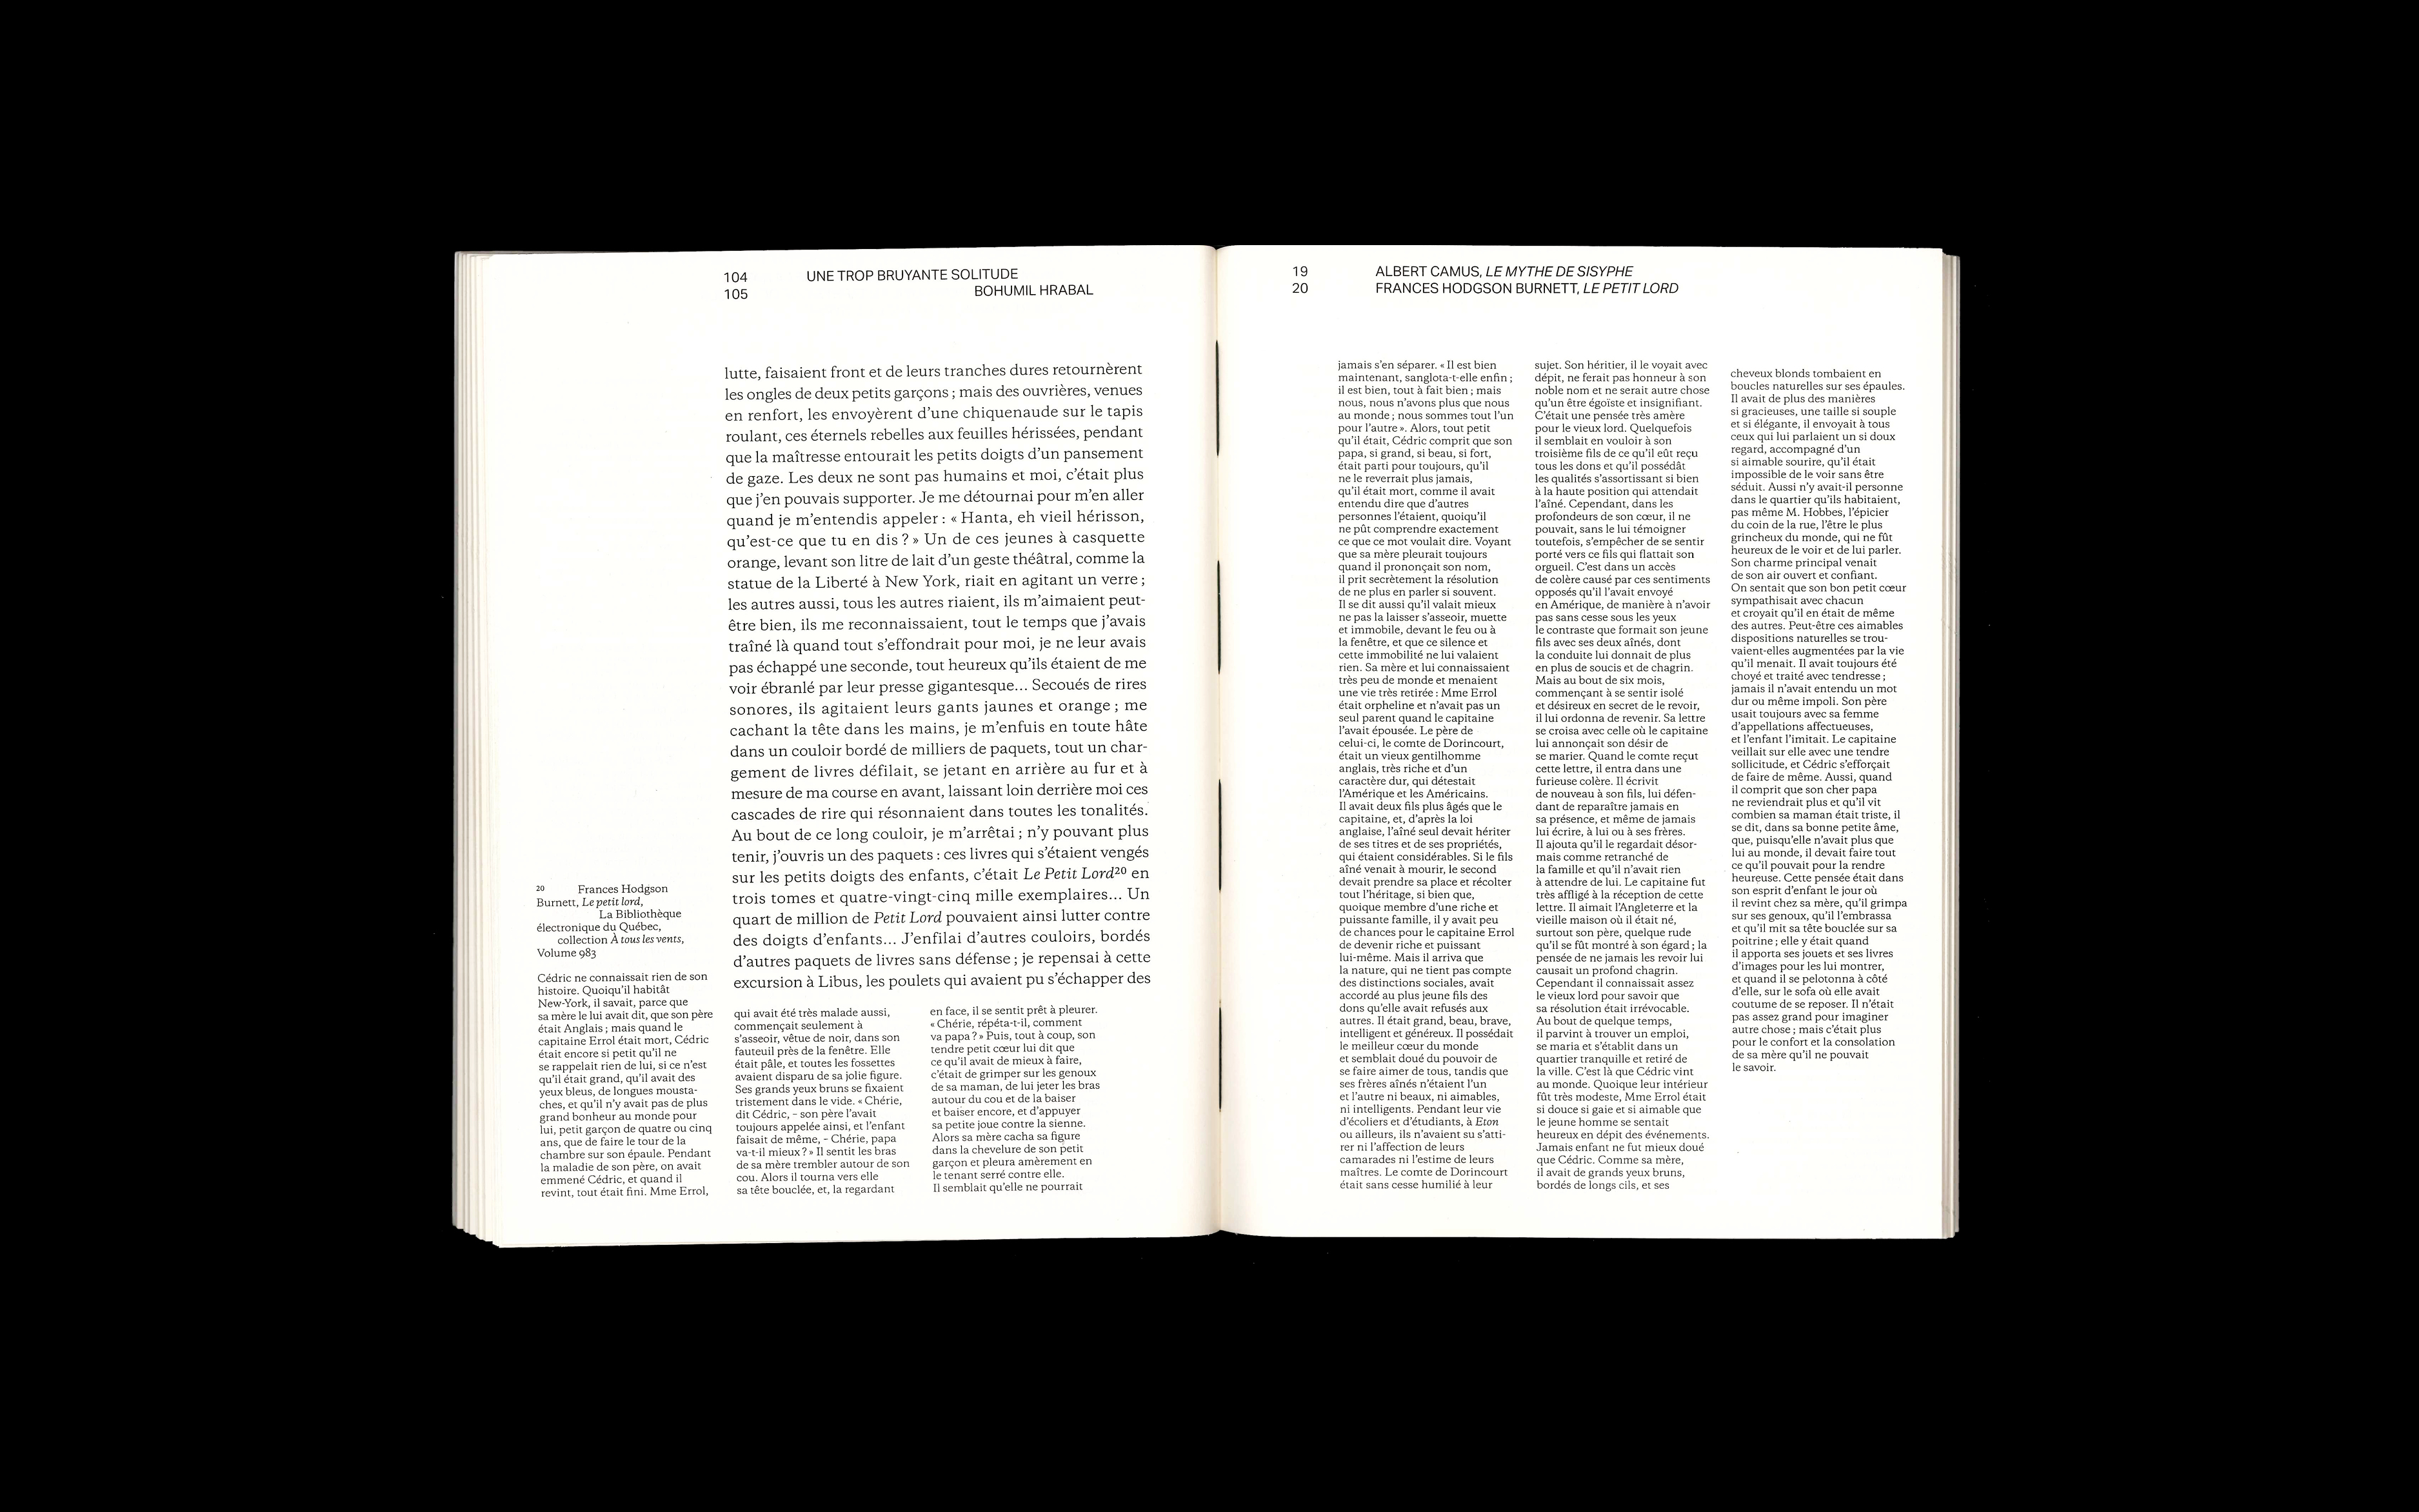 104 UNE TROP BRUYANTE SOLITUDE
105 BOHUMIL HRABAL
lutte, faisaient front et de leurs tranches dures retournèrent
les ongles de deux petits garçons ; mais des ouvrières, venues
en renfort, les envoyèrent d’une chiquenaude sur le tapis
roulant, ces éternels rebelles aux feuilles hérissées, pendant
que la maîtresse entourait les petits doigts d’un pansement
de gaze. Les deux ne sont pas humains et moi, c’était plus
que j’en pouvais supporter. Je me détournai pour m’en aller
quand je m’entendis appeler : « Hanta, eh vieil hérisson,
qu’est-ce que tu en dis ? » Un de ces jeunes à casquette
orange, levant son litre de lait d’un geste théâtral, comme la
statue de la Liberté à New York, riait en agitant un verre ;
les autres aussi, tous les autres riaient, ils m’aimaient peut-
être bien, ils me reconnaissaient, tout le temps que j’avais
traîné là quand tout s’effondrait pour moi, je ne leur avais
pas échappé une seconde, tout heureux qu’ils étaient de me
voir ébranlé par leur presse gigantesque... Secoués de rires
sonores, ils agitaient leurs gants jaunes et orange ; me
cachant la tête dans les mains, je m’enfuis en toute hâte
dans un couloir bordé de milliers de paquets, tout un char-
gement de livres défilait, se jetant en arrière au fur et à
mesure de ma course en avant, laissant loin derrière moi ces
cascades de rire qui résonnaient dans toutes les tonalités.
Au bout de ce long couloir, je m’arrêtai ; n’y pouvant plus
tenir, j’ouvris un des paquets : ces livres qui s’étaient vengés
sur les petits doigts des enfants, c’était Le Petit Lord20 en
trois tomes et quatre-vingt-cinq mille exemplaires... Un
quart de million de Petit Lord pouvaient ainsi lutter contre
des doigts d’enfants... J’enfilai d’autres couloirs, bordés
d’autres paquets de livres sans défense ; je repensai à cette
excursion à Libus, les poulets qui avaient pu s’échapper des
20 Frances Hodgson
Burnett, Le petit lord,
La Bibliothèque
électronique du Québec,
collection À tous les vents,
Volume 983
Cédric ne connaissait rien de son
histoire. Quoiqu’il habitât
New-York, il savait, parce que
sa mère le lui avait dit, que son père
était Anglais ; mais quand le
capitaine Errol était mort, Cédric
était encore si petit qu’il ne
se rappelait rien de lui, si ce n’est
qu’il était grand, qu’il avait des
yeux bleus, de longues mousta-
ches, et qu’il n’y avait pas de plus
grand bonheur au monde pour
lui, petit garçon de quatre ou cinq
ans, que de faire le tour de la
chambre sur son épaule. Pendant
la maladie de son père, on avait
emmené Cédric, et quand il
revint, tout était fini. Mme Errol,
qui avait été très malade aussi,
commençait seulement à
s’asseoir, vêtue de noir, dans son
fauteuil près de la fenêtre. Elle
était pâle, et toutes les fossettes
avaient disparu de sa jolie figure.
Ses grands yeux bruns se fixaient
tristement dans le vide. « Chérie,
dit Cédric, – son père l’avait
toujours appelée ainsi, et l’enfant
faisait de même, – Chérie, papa
va-t-il mieux ? » Il sentit les bras
de sa mère trembler autour de son
cou. Alors il tourna vers elle
sa tête bouclée, et, la regardant
en face, il se sentit prêt à pleurer.
« Chérie, répéta-t-il, comment
va papa ? » Puis, tout à coup, son
tendre petit cœur lui dit que
ce qu’il avait de mieux à faire,
c’était de grimper sur les genoux
de sa maman, de lui jeter les bras
autour du cou et de la baiser
et baiser encore, et d’appuyer
sa petite joue contre la sienne.
Alors sa mère cacha sa figure
dans la chevelure de son petit
garçon et pleura amèrement en
le tenant serré contre elle.
Il semblait qu’elle ne pourrait
19 ALBERT CAMUS, LE MYTHE DE SISYPHE
20 FRANCES HODGSON BURNETT, LE PETIT LORD
jamais s’en séparer. « Il est bien
maintenant, sanglota-t-elle enfin ;
il est bien, tout à fait bien ; mais
nous, nous n’avons plus que nous
au monde ; nous sommes tout l’un
pour l’autre ». Alors, tout petit
qu’il était, Cédric comprit que son
papa, si grand, si beau, si fort,
était parti pour toujours, qu’il
ne le reverrait plus jamais,
qu’il était mort, comme il avait
entendu dire que d’autres
personnes l’étaient, quoiqu’il
ne pût comprendre exactement
ce que ce mot voulait dire. Voyant
que sa mère pleurait toujours
quand il prononçait son nom,
il prit secrètement la résolution
de ne plus en parler si souvent.
Il se dit aussi qu’il valait mieux
ne pas la laisser s’asseoir, muette
et immobile, devant le feu ou à
la fenêtre, et que ce silence et
cette immobilité ne lui valaient
rien. Sa mère et lui connaissaient
très peu de monde et menaient
une vie très retirée : Mme Errol
était orpheline et n’avait pas un
seul parent quand le capitaine
l’avait épousée. Le père de
celui-ci, le comte de Dorincourt,
était un vieux gentilhomme
anglais, très riche et d’un
caractère dur, qui détestait
l’Amérique et les Américains.
Il avait deux fils plus âgés que le
capitaine, et, d’après la loi
anglaise, l’aîné seul devait hériter
de ses titres et de ses propriétés,
qui étaient considérables. Si le fils
aîné venait à mourir, le second
devait prendre sa place et récolter
tout l’héritage, si bien que,
quoique membre d’une riche et
puissante famille, il y avait peu
de chances pour le capitaine Errol
de devenir riche et puissant
lui-même. Mais il arriva que
la nature, qui ne tient pas compte
des distinctions sociales, avait
accordé au plus jeune fils des
dons qu’elle avait refusés aux
autres. Il était grand, beau, brave,
intelligent et généreux. Il possédait
le meilleur cœur du monde
et semblait doué du pouvoir de
se faire aimer de tous, tandis que
ses frères aînés n’étaient l’un
et l’autre ni beaux, ni aimables,
ni intelligents. Pendant leur vie
d’écoliers et d’étudiants, à Eton
ou ailleurs, ils n’avaient su s’atti-
rer ni l’affection de leurs
camarades ni l’estime de leurs
maîtres. Le comte de Dorincourt
était sans cesse humilié à leur
sujet. Son héritier, il le voyait avec
dépit, ne ferait pas honneur à son
noble nom et ne serait autre chose
qu’un être égoïste et insignifiant.
C’était une pensée très amère
pour le vieux lord. Quelquefois
il semblait en vouloir à son
troisième fils de ce qu’il eût reçu
tous les dons et qu’il possédât
les qualités s’assortissant si bien
à la haute position qui attendait
l’aîné. Cependant, dans les
profondeurs de son cœur, il ne
pouvait, sans le lui témoigner
toutefois, s’empêcher de se sentir
porté vers ce fils qui flattait son
orgueil. C’est dans un accès
de colère causé par ces sentiments
opposés qu’il l’avait envoyé
en Amérique, de manière à n’avoir
pas sans cesse sous les yeux
le contraste que formait son jeune
fils avec ses deux aînés, dont
la conduite lui donnait de plus
en plus de soucis et de chagrin.
Mais au bout de six mois,
commençant à se sentir isolé
et désireux en secret de le revoir,
il lui ordonna de revenir. Sa lettre
se croisa avec celle où le capitaine
lui annonçait son désir de
se marier. Quand le comte reçut
cette lettre, il entra dans une
furieuse colère. Il écrivit
de nouveau à son fils, lui défen-
dant de reparaître jamais en
sa présence, et même de jamais
lui écrire, à lui ou à ses frères.
Il ajouta qu’il le regardait désor-
mais comme retranché de
la famille et qu’il n’avait rien
à attendre de lui. Le capitaine fut
très affligé à la réception de cette
lettre. Il aimait l’Angleterre et la
vieille maison où il était né,
surtout son père, quelque rude
qu’il se fût montré à son égard ; la
pensée de ne jamais les revoir lui
causait un profond chagrin.
Cependant il connaissait assez
le vieux lord pour savoir que
sa résolution était irrévocable.
Au bout de quelque temps,
il parvint à trouver un emploi,
se maria et s’établit dans un
quartier tranquille et retiré de
la ville. C’est là que Cédric vint
au monde. Quoique leur intérieur
fût très modeste, Mme Errol était
si douce si gaie et si aimable que
le jeune homme se sentait
heureux en dépit des événements.
Jamais enfant ne fut mieux doué
que Cédric. Comme sa mère,
il avait de grands yeux bruns,
bordés de longs cils, et ses
cheveux blonds tombaient en
boucles naturelles sur ses épaules.
Il avait de plus des manières
si gracieuses, une taille si souple
et si élégante, il envoyait à tous
ceux qui lui parlaient un si doux
regard, accompagné d’un
si aimable sourire, qu’il était
impossible de le voir sans être
séduit. Aussi n’y avait-il personne
dans le quartier qu’ils habitaient,
pas même M. Hobbes, l’épicier
du coin de la rue, l’être le plus
grincheux du monde, qui ne fût
heureux de le voir et de lui parler.
Son charme principal venait
de son air ouvert et confiant.
On sentait que son bon petit cœur
sympathisait avec chacun
et croyait qu’il en était de même
des autres. Peut-être ces aimables
dispositions naturelles se trou-
vaient-elles augmentées par la vie
qu’il menait. Il avait toujours été
choyé et traité avec tendresse ;
jamais il n’avait entendu un mot
dur ou même impoli. Son père
usait toujours avec sa femme
d’appellations affectueuses,
et l’enfant l’imitait. Le capitaine
veillait sur elle avec une tendre
sollicitude, et Cédric s’efforçait
de faire de même. Aussi, quand
il comprit que son cher papa
ne reviendrait plus et qu’il vit
combien sa maman était triste, il
se dit, dans sa bonne petite âme,
que, puisqu’elle n’avait plus que
lui au monde, il devait faire tout
ce qu’il pouvait pour la rendre
heureuse. Cette pensée était dans
son esprit d’enfant le jour où
il revint chez sa mère, qu’il grimpa
sur ses genoux, qu’il l’embrassa
et qu’il mit sa tête bouclée sur sa
poitrine ; elle y était quand
il apporta ses jouets et ses livres
d’images pour les lui montrer,
et quand il se pelotonna à côté
d’elle, sur le sofa où elle avait
coutume de se reposer. Il n’était
pas assez grand pour imaginer
autre chose ; mais c’était plus
pour le confort et la consolation
de sa mère qu’il ne pouvait
le savoir.